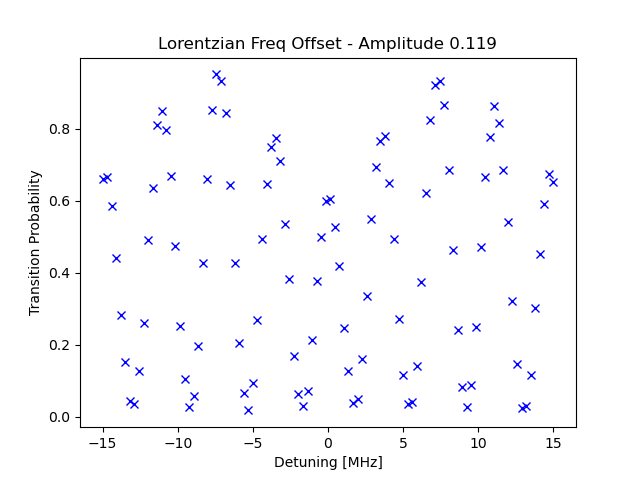 Lorentzian Freq Offset - Amplitude 0.119
Transition Probability
0.8
0.6
0.4
0.2
0.0
−15 −10 −5 0 5 10 15
Detuning [MHz]